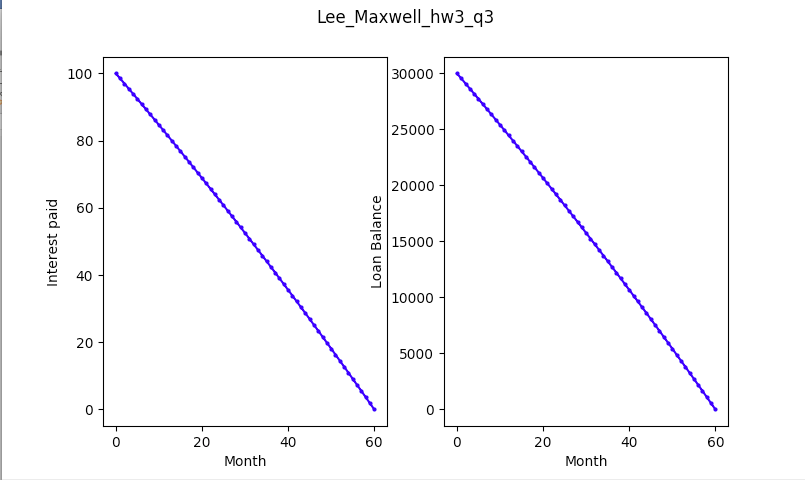 Lee_Maxwell_hw3_q3
Interest paid
100
80
60
40
20
0
0 20 40 60
Month
Loan Balance
30000
25000
20000
15000
10000
5000
0
0 20 40 60
Month